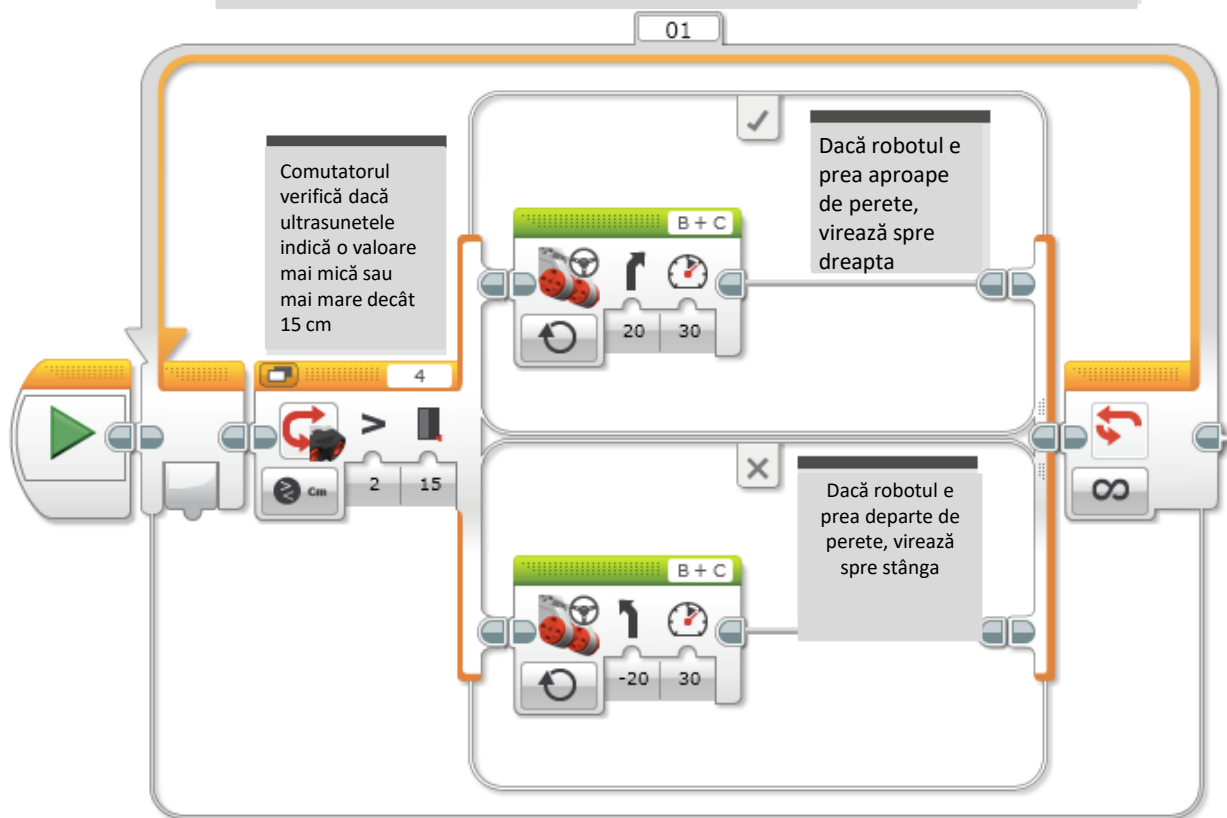 01
Comutatorul
verifică dacă
ultrasunetele
indică o valoare
mai mică sau
mai mare decât
15 cm
Dacă robotul e
prea aproape
de perete,
virează spre
dreapta
B + C
20 30
4
>
Cm 2 15
∞
Dacă robotul e
prea departe de
perete, virează
spre stânga
B + C
-20 30